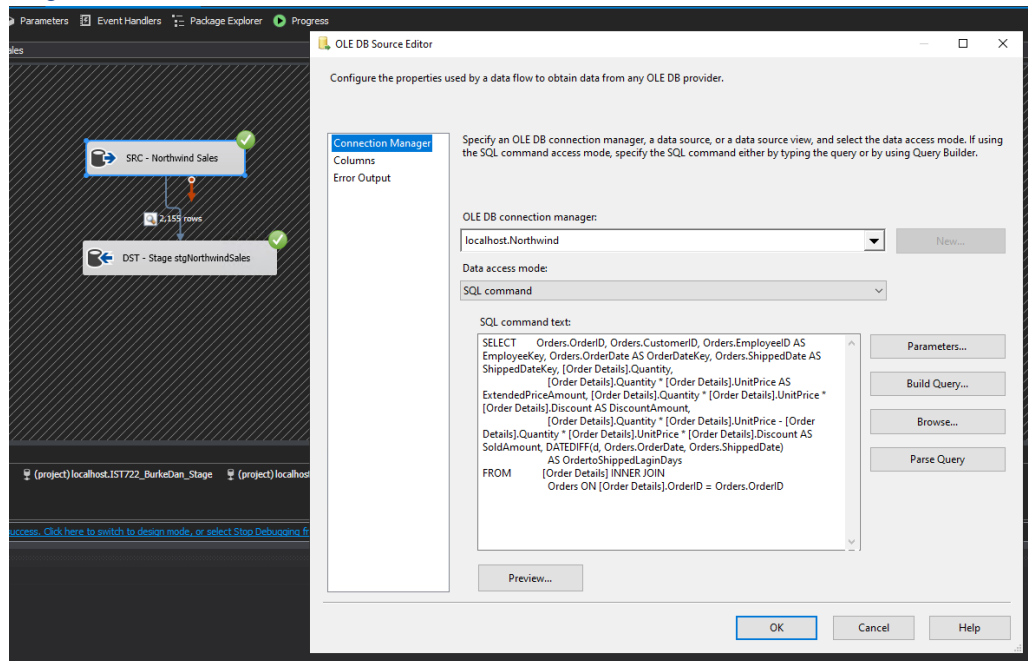 Parameters Event Handlers Package Explorer Progress
OLE DB Source Editor
Configure the properties used by a data flow to obtain data from any OLE DB provider.
SRC - Northwind Sales
2,155 rows
DST - Stage stgNorthwindSales
Connection Manager
Columns
Error Output
Specify an OLE DB connection manager, a data source, or a data source view, and select the data access mode. If using
the SQL command access mode, specify the SQL command either by typing the query or by using Query Builder.
OLE DB connection manager:
localhost.Northwind
New...
Data access mode:
SQL command
SQL command text:
SELECT Orders.OrderID, Orders.CustomerID, Orders.EmployeeID AS
EmployeeKey, Orders.OrderDate AS OrderDateKey, Orders.ShippedDate AS
ShippedDateKey, [Order Details].Quantity,
[Order Details].Quantity * [Order Details].UnitPrice AS
ExtendedPriceAmount, [Order Details].Quantity * [Order Details].UnitPrice *
[Order Details].Discount AS DiscountAmount,
[Order Details].Quantity * [Order Details].UnitPrice - [Order
Details].Quantity * [Order Details].UnitPrice * [Order Details].Discount AS
SoldAmount, DATEDIFF(d, Orders.OrderDate, Orders.ShippedDate)
AS OrdertoShippedLaginDays
FROM [Order Details] INNER JOIN
Orders ON [Order Details].OrderID = Orders.OrderID
Parameters...
Build Query...
Browse...
Parse Query
Preview...
OK Cancel Help
(project) localhost.IST722_BurkeDan_Stage (project) localhos
uccess. Click here to switch to design mode, or select Stop Debugging fr